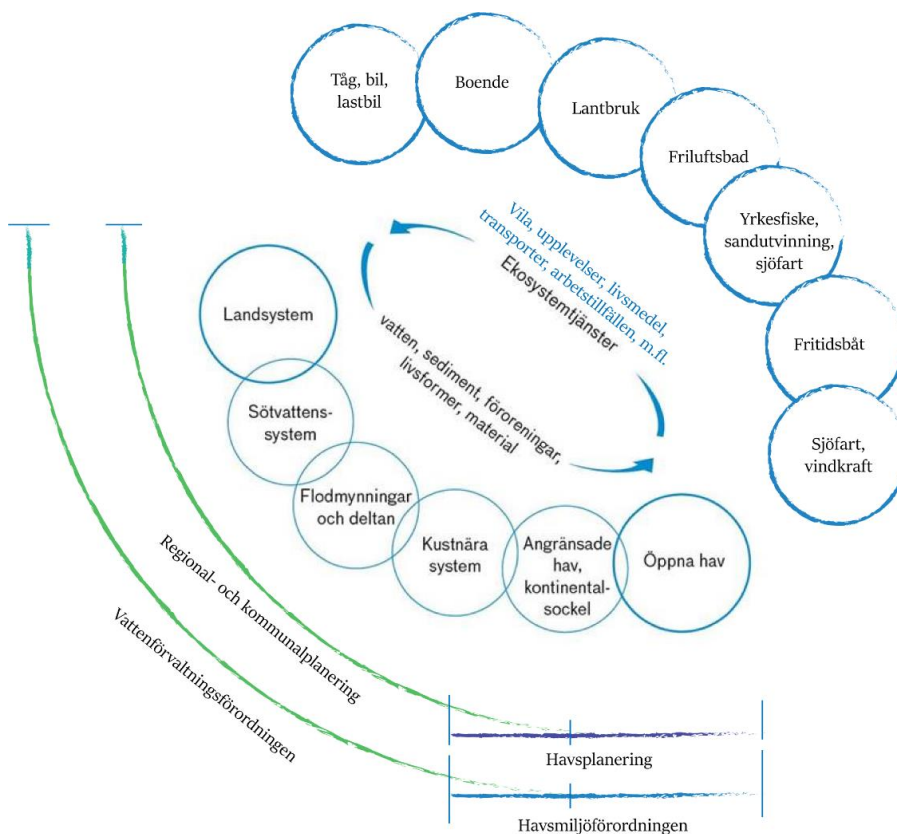 Tåg, bil,
lastbil
Boende
Lantbruk
Friluftsbad
Yrkesfiske,
sandutvinning,
sjöfart
Fritidsbåt
Sjöfart,
vindkraft
Vila, upplevelser, livsmedel,
transporter, arbetstillfällen, m.fl.
Ekosystemtjänster
vatten, sediment, föroreningar,
livsformer, material
Landsystem
Sötvattens-
system
Flodmynningar
och deltan
Kustnära
system
Angränsade
hav,
kontinental-
sockel
Öppna hav
Regional- och kommunalplanering
Vattenförvaltningsförordningen
Havsplanering
Havsmiljöförordningen